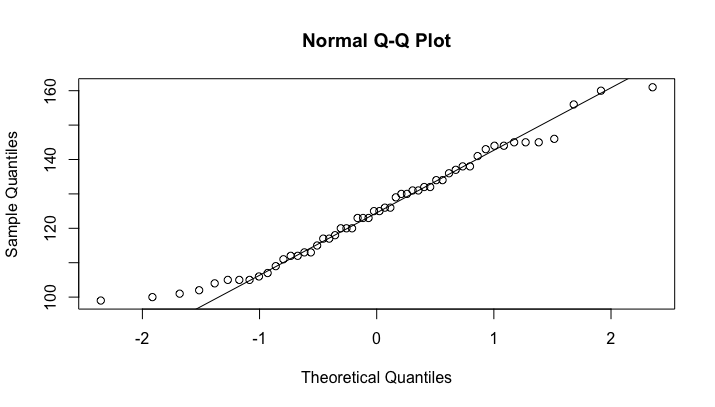 Normal Q-Q Plot
Sample Quantiles
160
140
120
100
-2 -1 0 1 2
Theoretical Quantiles